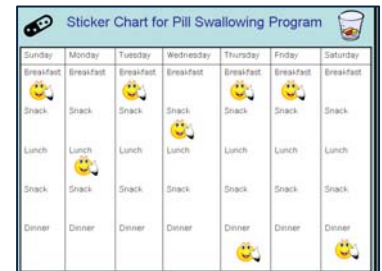 Sticker Chart for Pill Swallowing Program
Sunday Monday Tuesday Wednesday Thursday Friday Saturday
Breakfast Breakfast Breakfast Breakfast Breakfast Breakfast Breakfast
Snack Snack Snack Snack Snack Snack Snack
Lunch Lunch Lunch Lunch Lunch Lunch Lunch
Snack Snack Snack Snack Snack Snack Snack
Dinner Dinner Dinner Dinner Dinner Dinner Dinner